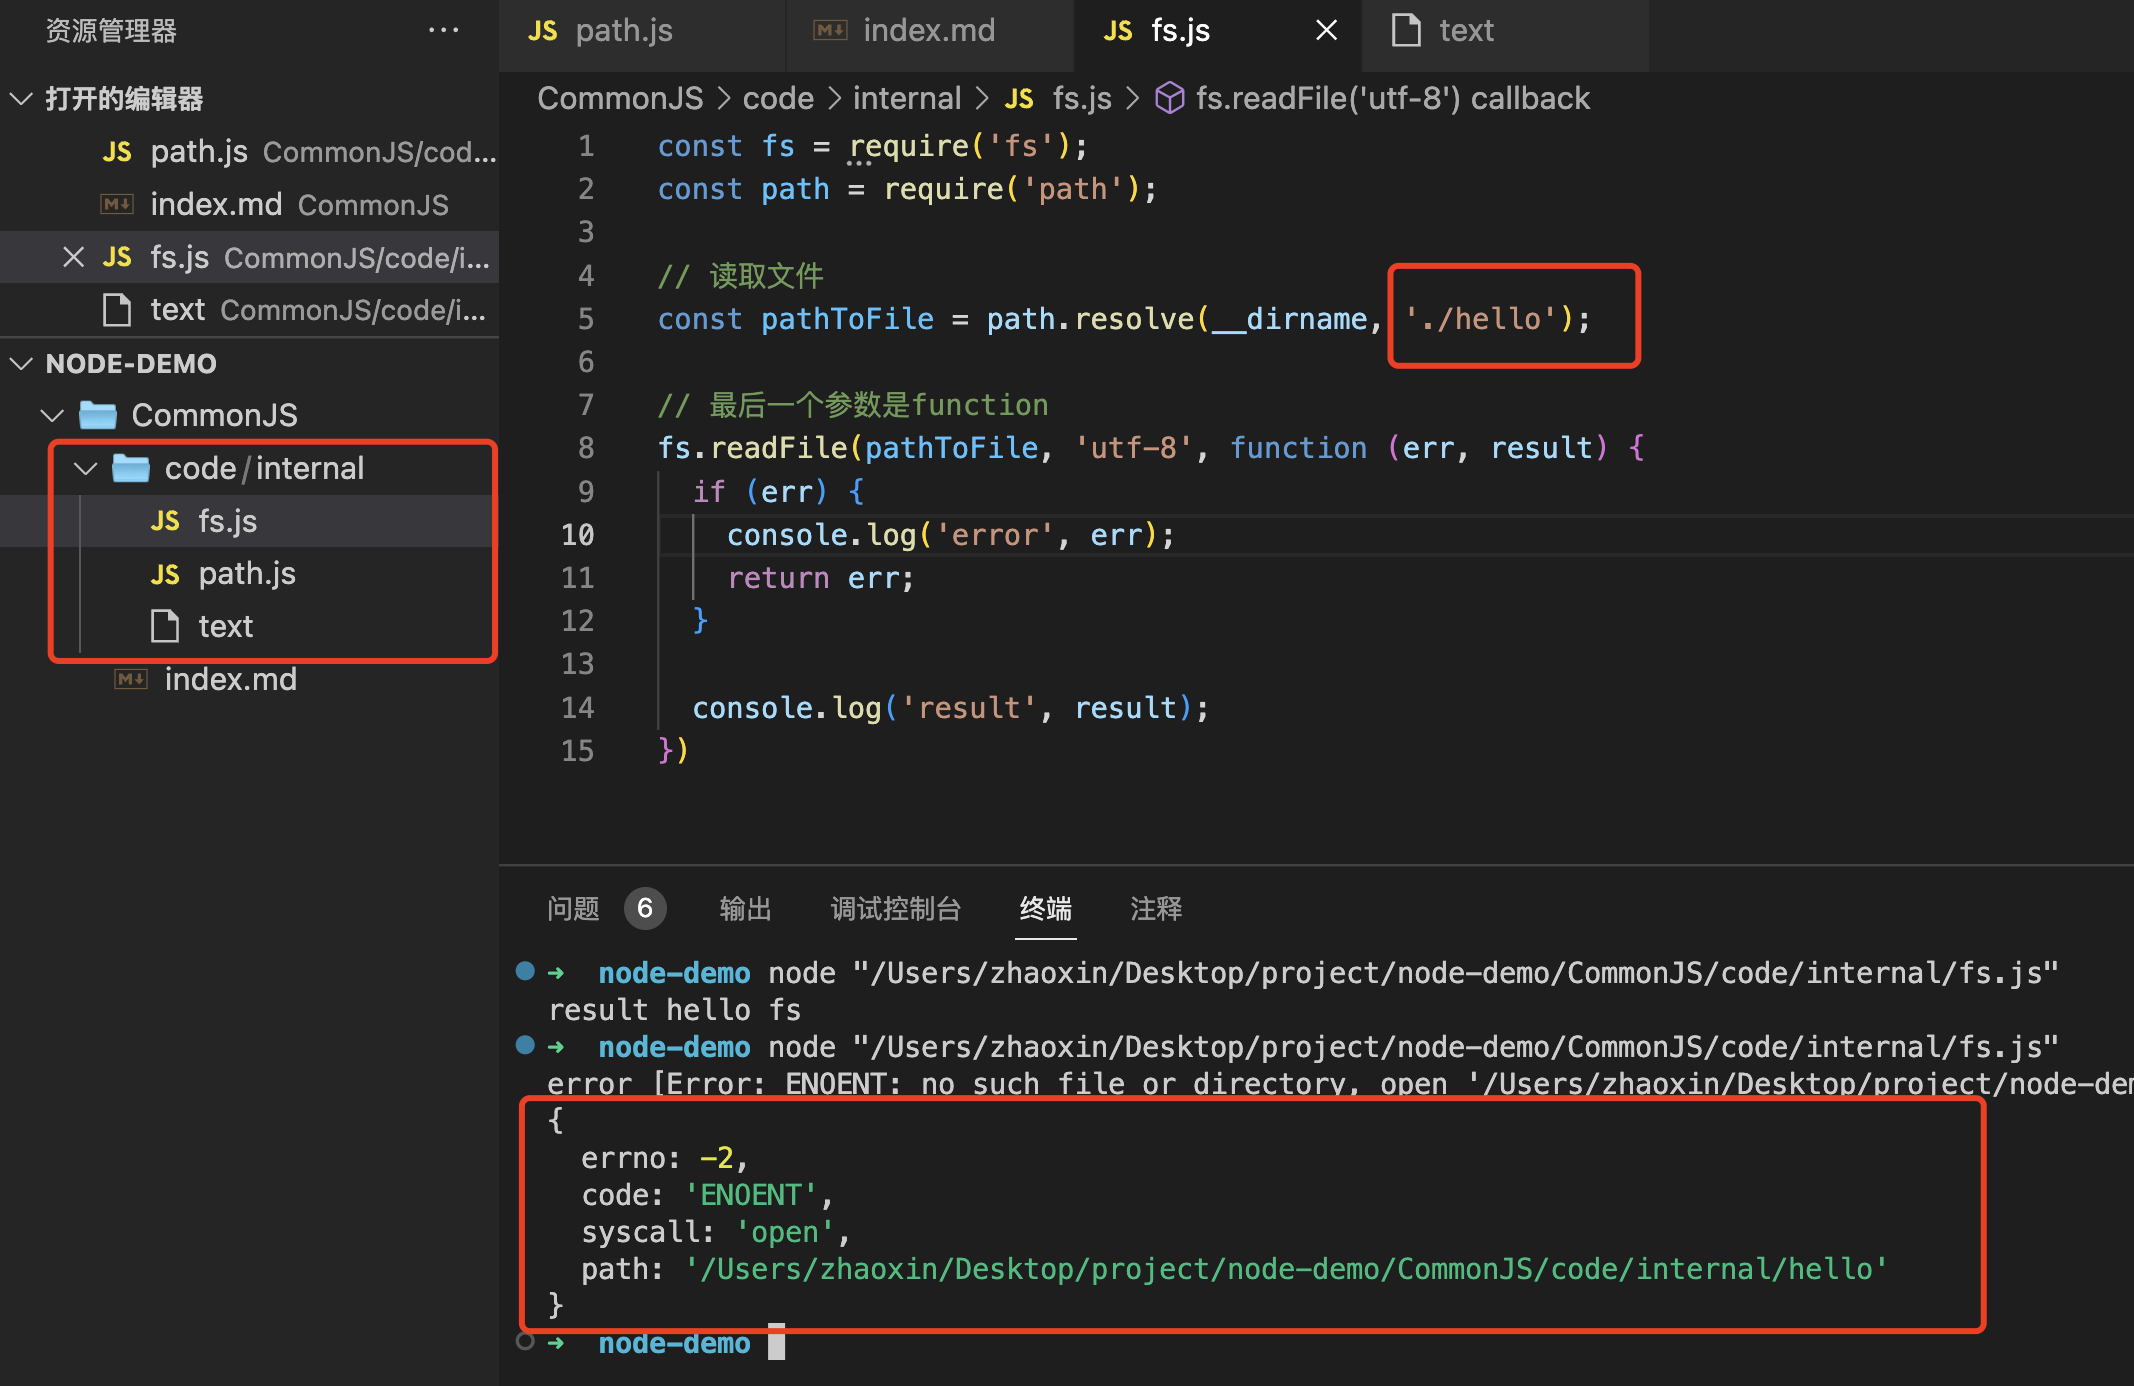 资源管理器 ···
打开的编辑器
JS path.js CommonJS/cod...
M↓ index.md CommonJS
JS fs.js CommonJS/code/i...
text CommonJS/code/i...
NODE-DEMO
CommonJS
code/internal
JS fs.js
JS path.js
text
M↓ index.md
JS path.js M↓ index.md JS fs.js text
CommonJS > code > internal > JS fs.js > fs.readFile('utf-8') callback
1 const fs = require('fs');
2 const path = require('path');
3
4 // 读取文件
5 const pathToFile = path.resolve(__dirname, './hello');
6
7 // 最后一个参数是function
8 fs.readFile(pathToFile, 'utf-8', function (err, result) {
9 if (err) {
10 console.log('error', err);
11 return err;
12 }
13
14 console.log('result', result);
15 })
问题 6 输出 调试控制台 终端 注释
➜ node-demo node "/Users/zhaoxin/Desktop/project/node-demo/CommonJS/code/internal/fs.js"
result hello fs
➜ node-demo node "/Users/zhaoxin/Desktop/project/node-demo/CommonJS/code/internal/fs.js"
error [Error: ENOENT: no such file or directory, open '/Users/zhaoxin/Desktop/project/node-dem
{
errno: -2,
code: 'ENOENT',
syscall: 'open',
path: '/Users/zhaoxin/Desktop/project/node-demo/CommonJS/code/internal/hello'
}
➜ node-demo